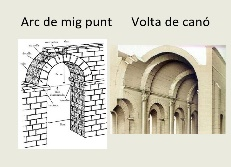 Arc de mig punt
Volta de canó